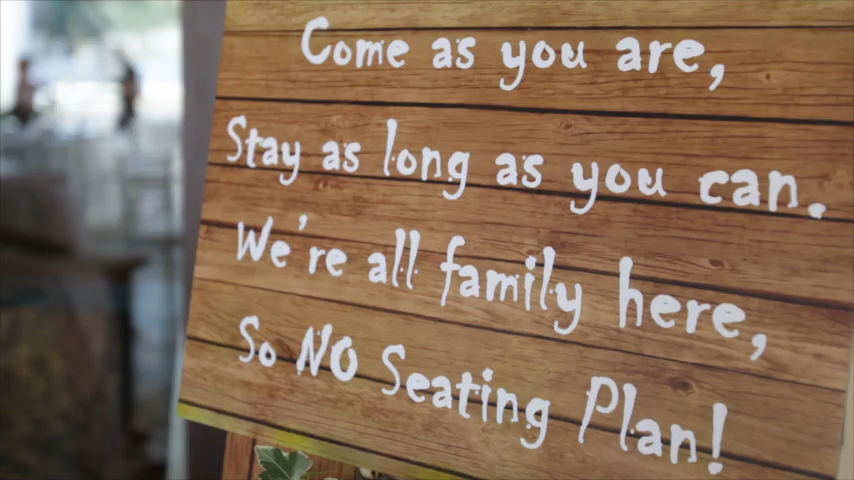 Come as you are,
Stay as long as you can.
We're all family here,
So NO Seating Plan!